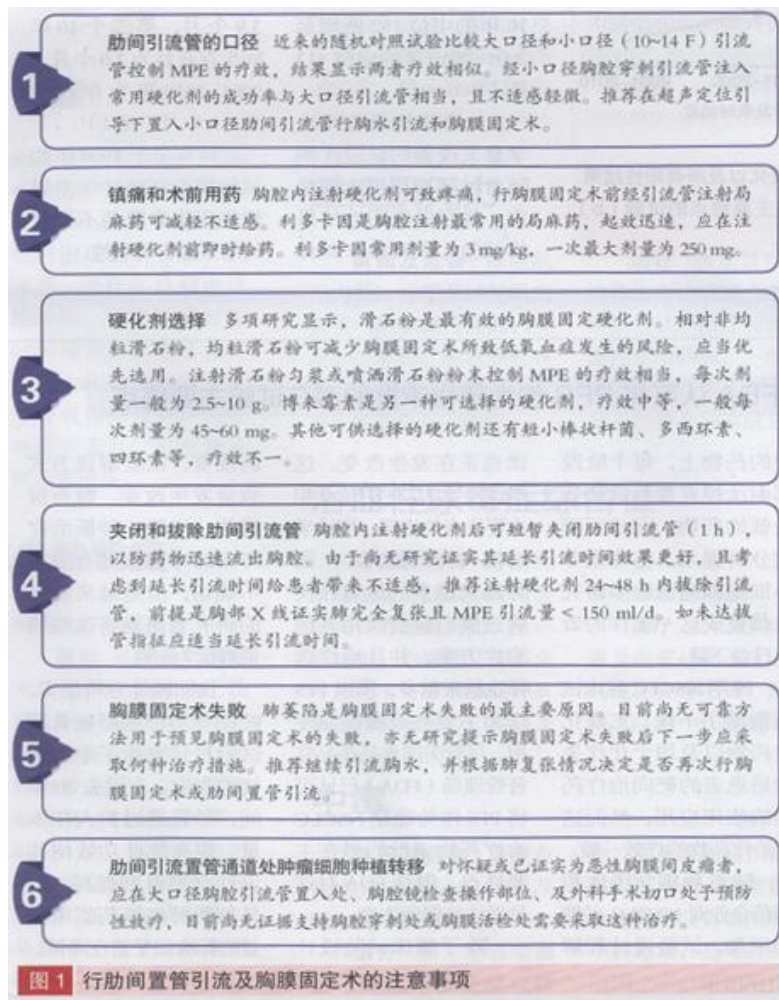 1
肋间引流管的口径 近来的随机对照试验比较大口径和小口径(10~14 F)引流
管控制 MPE 的疗效,结果显示两者疗效相似。经小口径胸腔穿刺引流管注入
常用硬化剂的成功率与大口径引流管相当,且不适感轻微。推荐在超声定位引
导下置入小口径肋间引流管行胸水引流和胸膜固定术。
2
镇痛和术前用药 胸腔内注射硬化剂可致疼痛,行胸膜固定术前经引流管注射局
麻药可减轻不适感。利多卡因是胸腔注射最常用的局麻药,起效迅速,应在注
射硬化剂前即时给药。利多卡因常用剂量为 3 mg/kg,一次最大剂量为 250 mg。
3
硬化剂选择 多项研究显示,滑石粉是最有效的胸膜固定硬化剂。相对非均
粒滑石粉,均粒滑石粉可减少胸膜固定术所致低氧血症发生的风险,应当优
先选用。注射滑石粉匀浆或喷洒滑石粉粉末控制 MPE 的疗效相当,每次剂
量一般为 2.5~10 g。博来霉素是另一种可选择的硬化剂,疗效中等,一般每
次剂量为 45~60 mg。其他可供选择的硬化剂还有短小棒状杆菌、多西环素、
四环素等,疗效不一。
4
夹闭和拔除肋间引流管 胸腔内注射硬化剂后可短暂夹闭肋间引流管(1 h),
以防药物迅速流出胸腔。由于尚无研究证实其延长引流时间效果更好,且考
虑到延长引流时间给患者带来不适感,推荐注射硬化剂 24~48 h 内拔除引流
管,前提是胸部 X 线证实肺完全复张且 MPE 引流量 < 150 ml/d。如未达拔
管指征应适当延长引流时间。
5
胸膜固定术失败 肺萎陷是胸膜固定术失败的最主要原因。目前尚无可靠方
法用于预见胸膜固定术的失败,亦无研究提示胸膜固定术失败后下一步应采
取何种治疗措施。推荐继续引流胸水,并根据肺复张情况决定是否再次行胸
膜固定术或肋间置管引流。
6
肋间引流置管通道处肿瘤细胞种植转移 对怀疑或已证实为恶性胸膜间皮瘤者,
应在大口径胸腔引流管置入处、胸腔镜检查操作部位、及外科手术切口处予预防
性放疗,目前尚无证据支持胸腔穿刺处或胸膜活检处需要采取这种治疗。
图 1 行肋间置管引流及胸膜固定术的注意事项